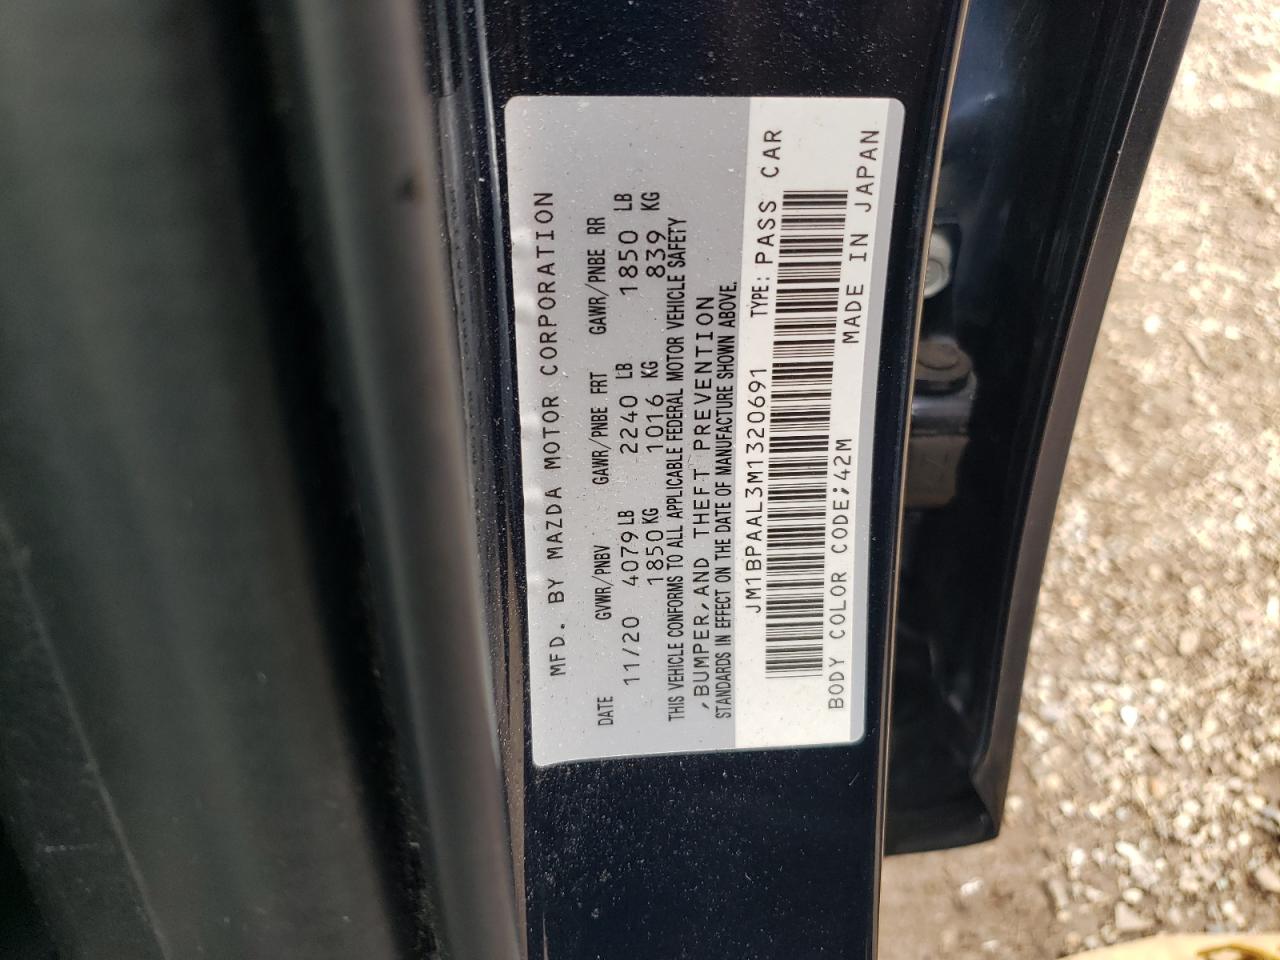 MFD. BY MAZDA MOTOR CORPORATION
DATE GVWR/PNBV GAWR/PNBE FRT GAWR/PNBE RR
11/20 4079 LB 2240 LB 1850 LB
1850 KG 1016 KG 839 KG
THIS VEHICLE CONFORMS TO ALL APPLICABLE FEDERAL MOTOR VEHICLE SAFETY
,BUMPER,AND THEFT PREVENTION
STANDARDS IN EFFECT ON THE DATE OF MANUFACTURE SHOWN ABOVE.
JM1BPAAL3M1320691 TYPE: PASS CAR
BODY COLOR CODE;42M MADE IN JAPAN